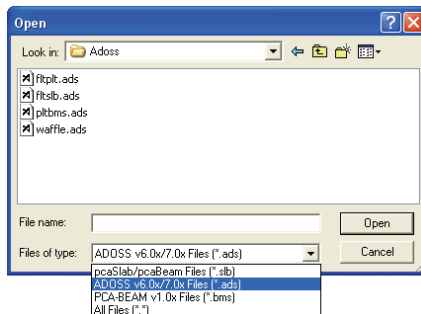 Open
Look in: Adoss
fltplt.ads
fltslb.ads
pltbms.ads
waffle.ads
File name: Open
Files of type: ADOSS v6.0x/7.0x Files (*.ads) Cancel
pcaSlab/pcaBeam Files (*.slb)
ADOSS v6.0x/7.0x Files (*.ads)
PCA-BEAM v1.0x Files (*.bms)
All Files (*.*)